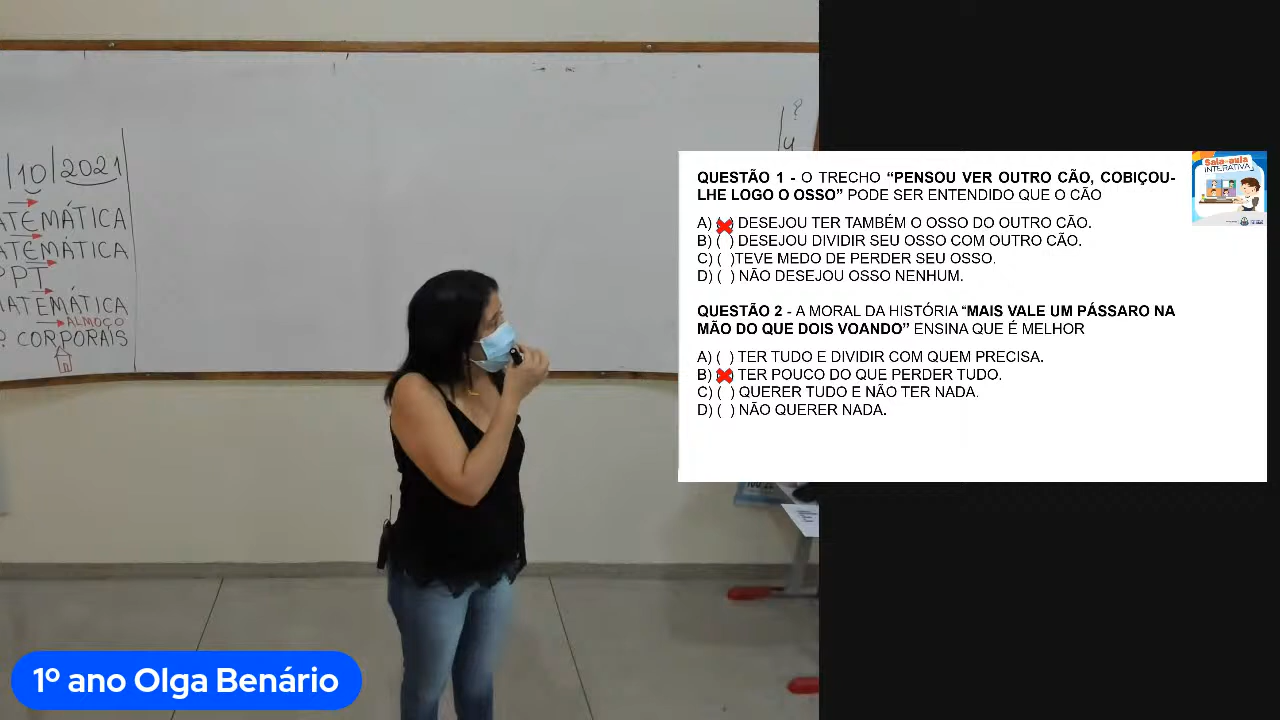 /10/2021
ATEMÁTICA
ATEMÁTICA
PPT
MATEMÁTICA
ALMOÇO
? CORPORAIS
?
4
QUESTÃO 1 - O TRECHO “PENSOU VER OUTRO CÃO, COBIÇOU-
LHE LOGO O OSSO” PODE SER ENTENDIDO QUE O CÃO
A) ( ) DESEJOU TER TAMBÉM O OSSO DO OUTRO CÃO.
B) ( ) DESEJOU DIVIDIR SEU OSSO COM OUTRO CÃO.
C) ( )TEVE MEDO DE PERDER SEU OSSO.
D) ( ) NÃO DESEJOU OSSO NENHUM.
QUESTÃO 2 - A MORAL DA HISTÓRIA “MAIS VALE UM PÁSSARO NA
MÃO DO QUE DOIS VOANDO” ENSINA QUE É MELHOR
A) ( ) TER TUDO E DIVIDIR COM QUEM PRECISA.
B) ( ) TER POUCO DO QUE PERDER TUDO.
C) ( ) QUERER TUDO E NÃO TER NADA.
D) ( ) NÃO QUERER NADA.
Sala de aula
INTERATIVA
1º ano Olga Benário